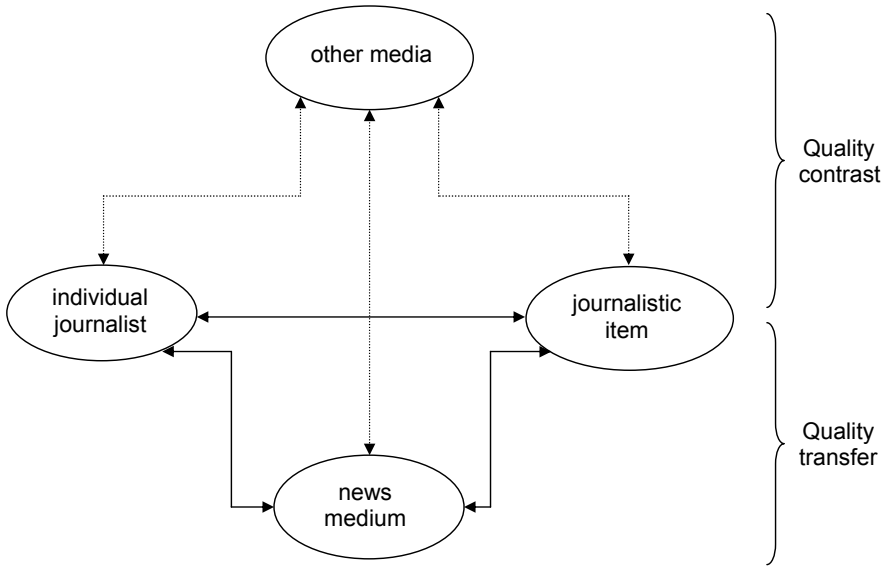 other media
Quality
contrast
individual
journalist
journalistic
item
Quality
transfer
news
medium